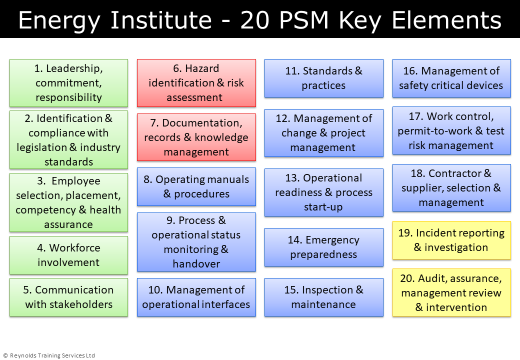 Energy Institute - 20 PSM Key Elements
1. Leadership,
commitment,
responsibility
2. Identification &
compliance with
legislation & industry
standards
3. Employee
selection, placement,
competency & health
assurance
4. Workforce
involvement
5. Communication
with stakeholders
6. Hazard
identification & risk
assessment
7. Documentation,
records & knowledge
management
8. Operating manuals
& procedures
9. Process &
operational status
monitoring &
handover
10. Management of
operational interfaces
11. Standards &
practices
12. Management of
change & project
management
13. Operational
readiness & process
start-up
14. Emergency
preparedness
15. Inspection &
maintenance
16. Management of
safety critical devices
17. Work control,
permit-to-work & test
risk management
18. Contractor &
supplier, selection &
management
19. Incident reporting
& investigation
20. Audit, assurance,
management review
& intervention
© Reynolds Training Services Ltd